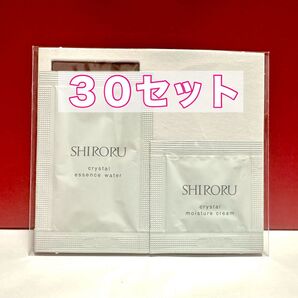 ３０セット
SHIRORU
crystal
essence water
SHIRORU
crystal
moisture cream